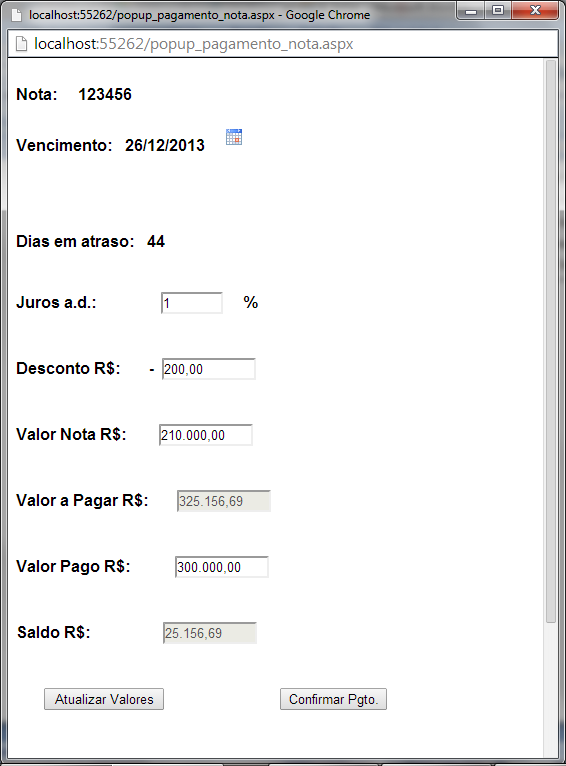 localhost:55262/popup_pagamento_nota.aspx - Google Chrome
localhost:55262/popup_pagamento_nota.aspx
Nota: 123456
Vencimento: 26/12/2013
Dias em atraso: 44
Juros a.d.: 1 %
Desconto R$: - 200,00
Valor Nota R$: 210.000,00
Valor a Pagar R$: 325.156,69
Valor Pago R$: 300.000,00
Saldo R$: 25.156,69
Atualizar Valores Confirmar Pgto.